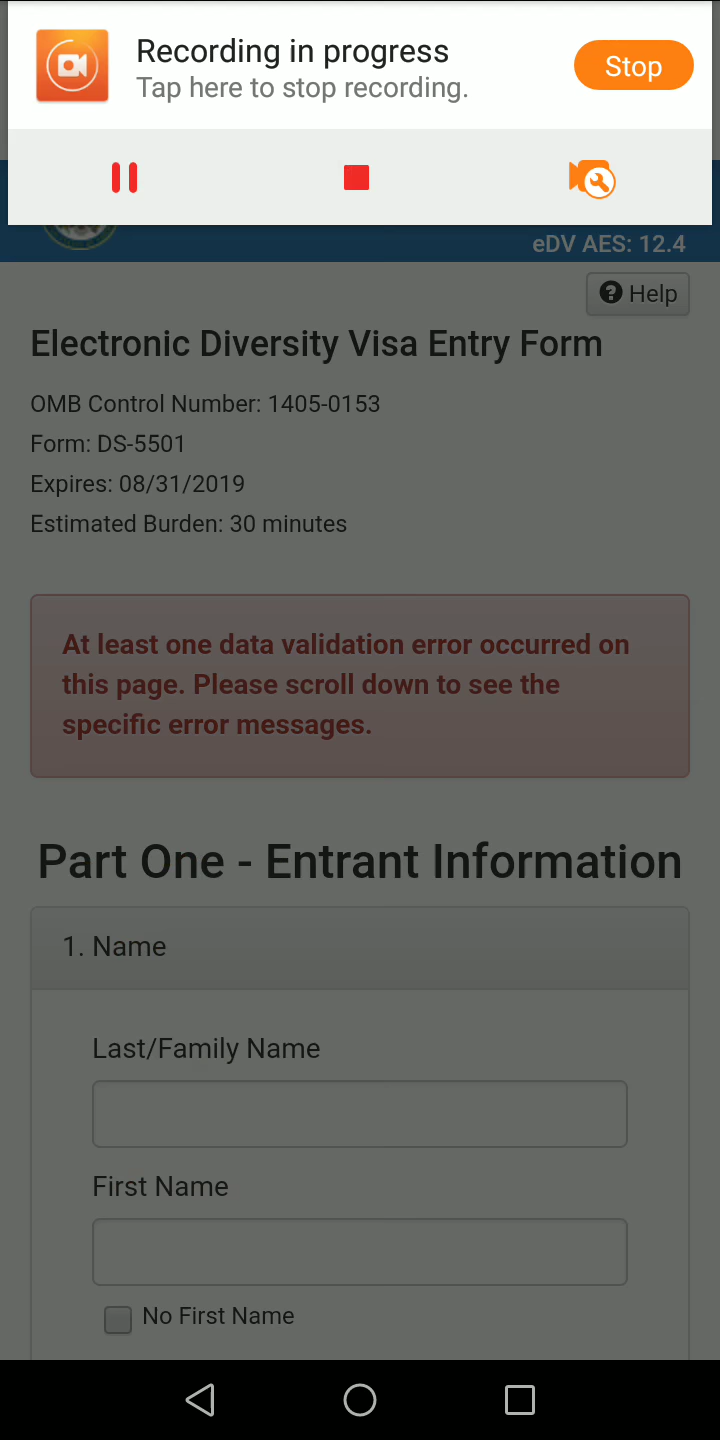 Recording in progress
Tap here to stop recording.
Stop
eDV AES: 12.4
Help
Electronic Diversity Visa Entry Form
OMB Control Number: 1405-0153
Form: DS-5501
Expires: 08/31/2019
Estimated Burden: 30 minutes
At least one data validation error occurred on
this page. Please scroll down to see the
specific error messages.
Part One - Entrant Information
1. Name
Last/Family Name
First Name
No First Name